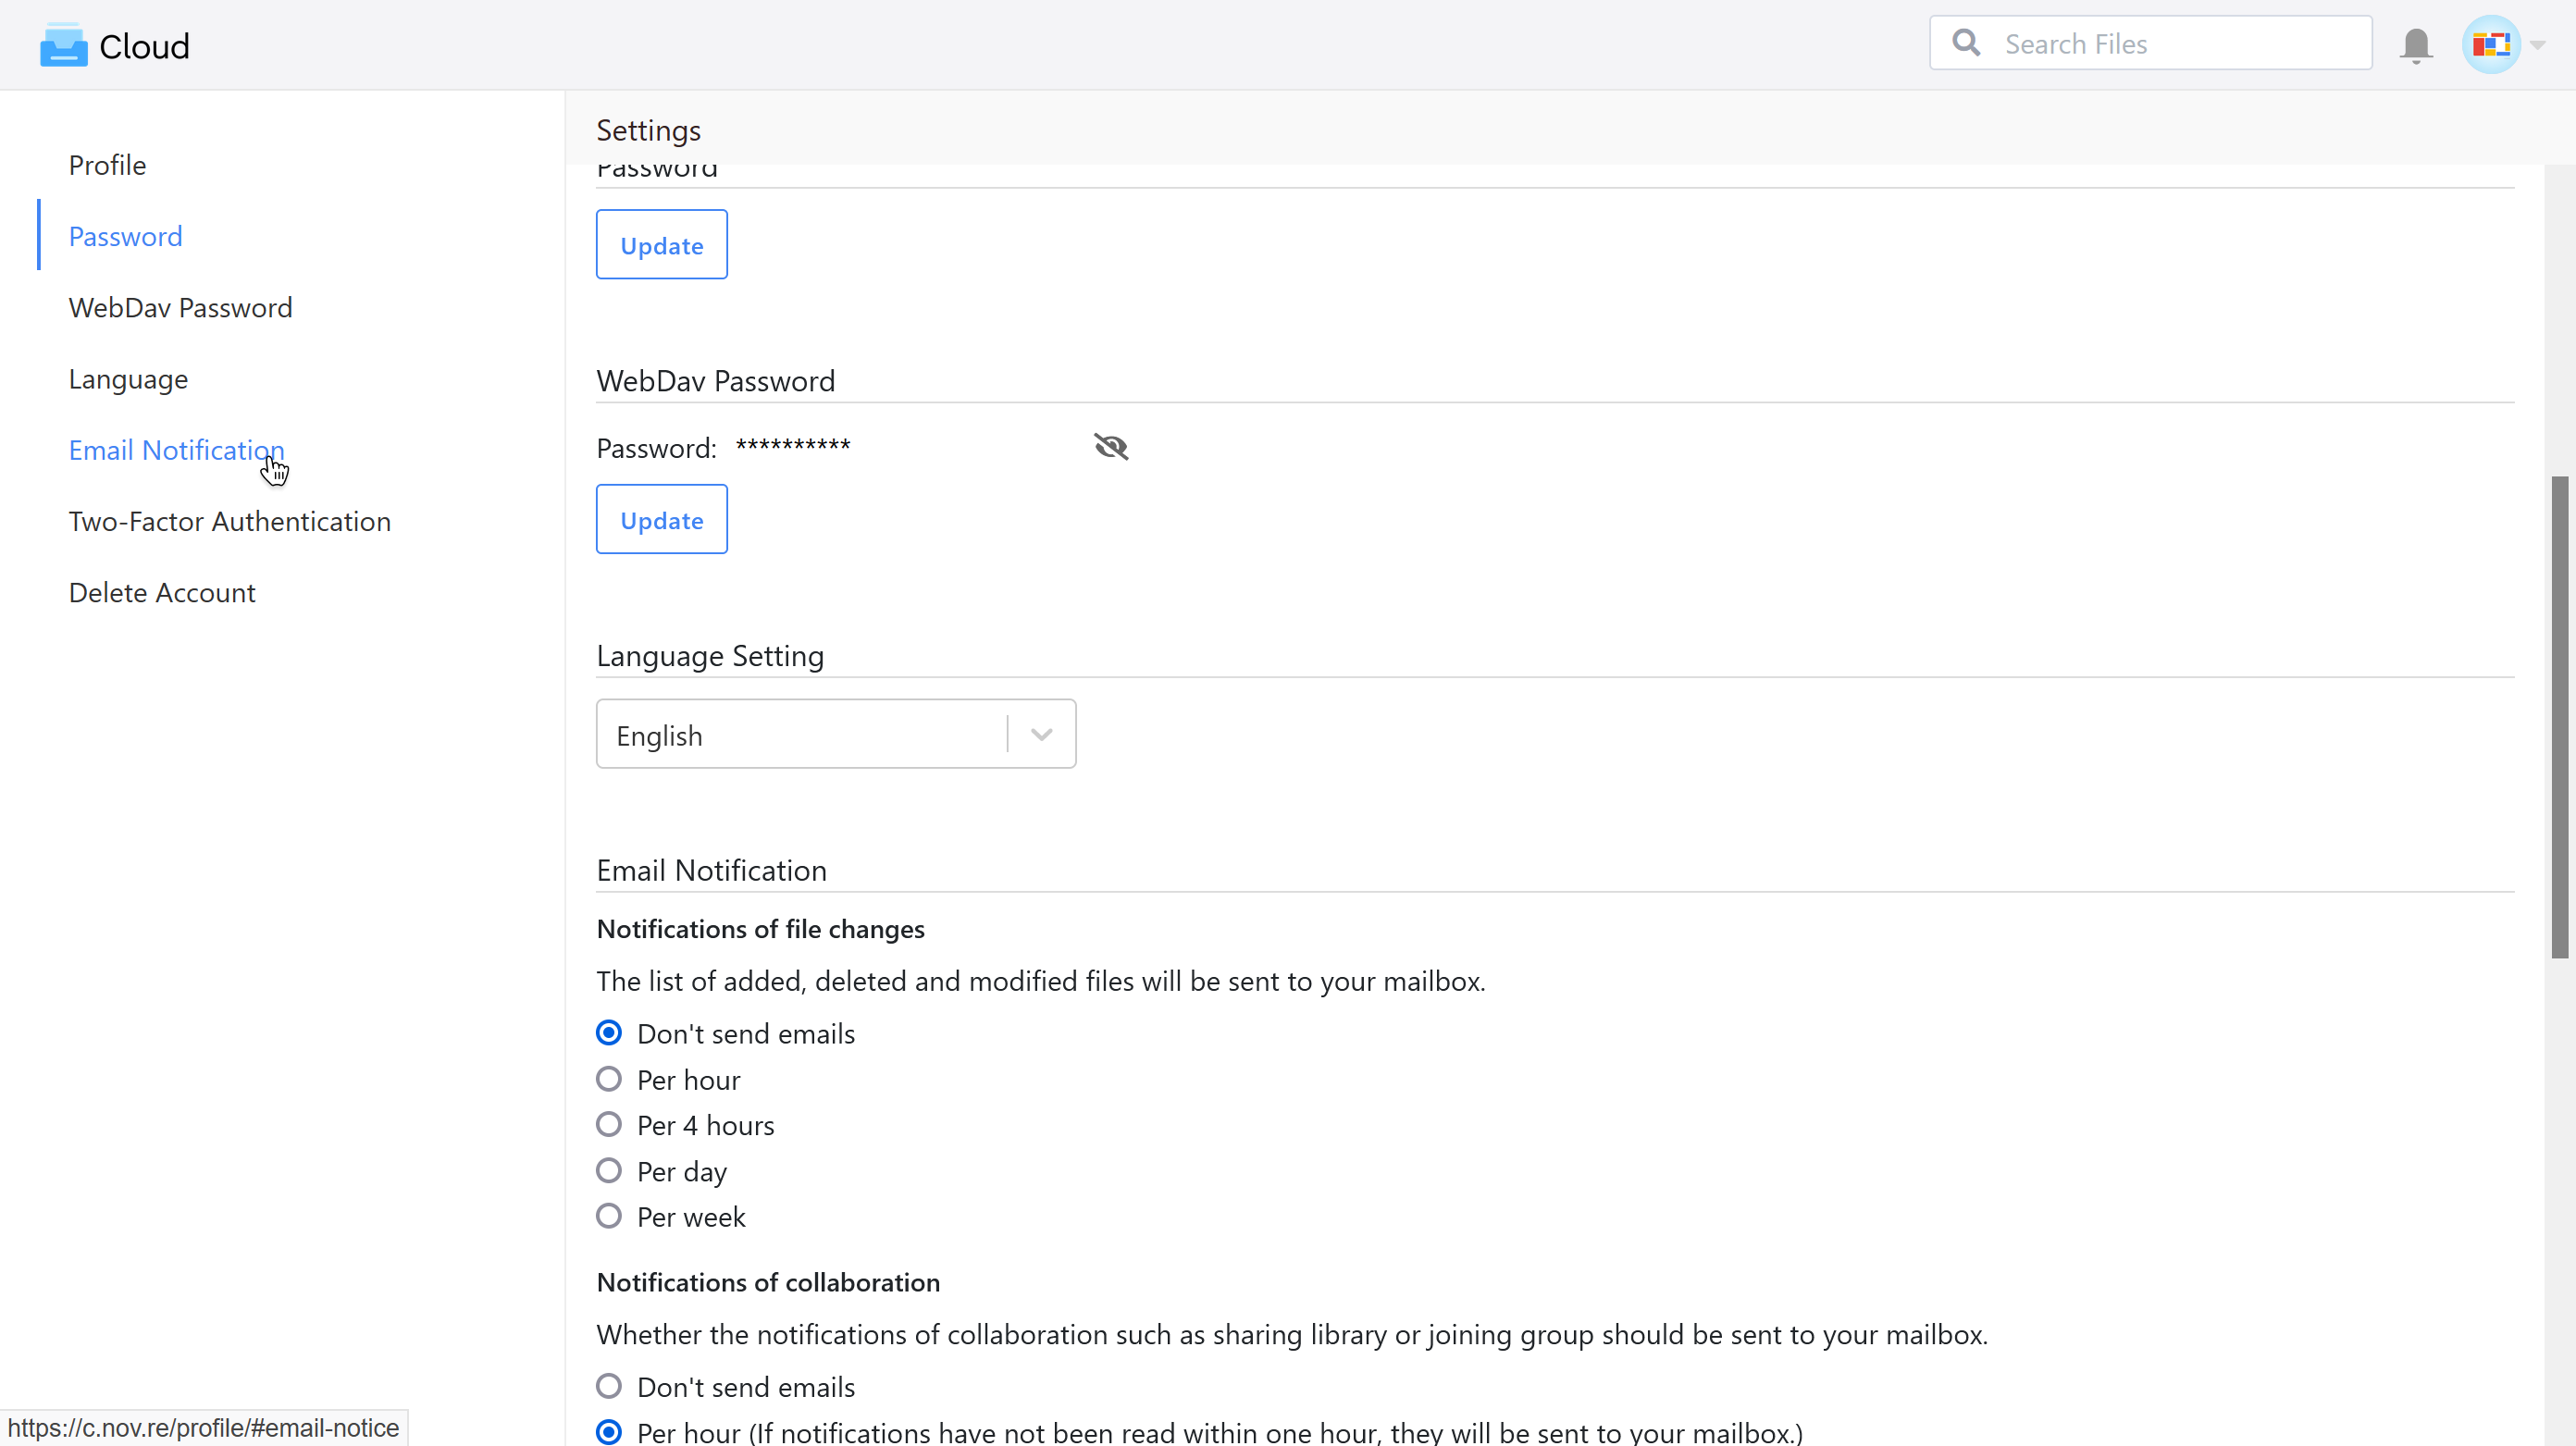 Cloud
Search Files
Profile
Password
WebDav Password
Language
Email Notification
Two-Factor Authentication
Delete Account
Settings
Password
Update
WebDav Password
Password: **********
Update
Language Setting
English
Email Notification
Notifications of file changes
The list of added, deleted and modified files will be sent to your mailbox.
Don't send emails
Per hour
Per 4 hours
Per day
Per week
Notifications of collaboration
Whether the notifications of collaboration such as sharing library or joining group should be sent to your mailbox.
Don't send emails
Per hour (If notifications have not been read within one hour, they will be sent to your mailbox.)
https://c.nov.re/profile/#email-notice